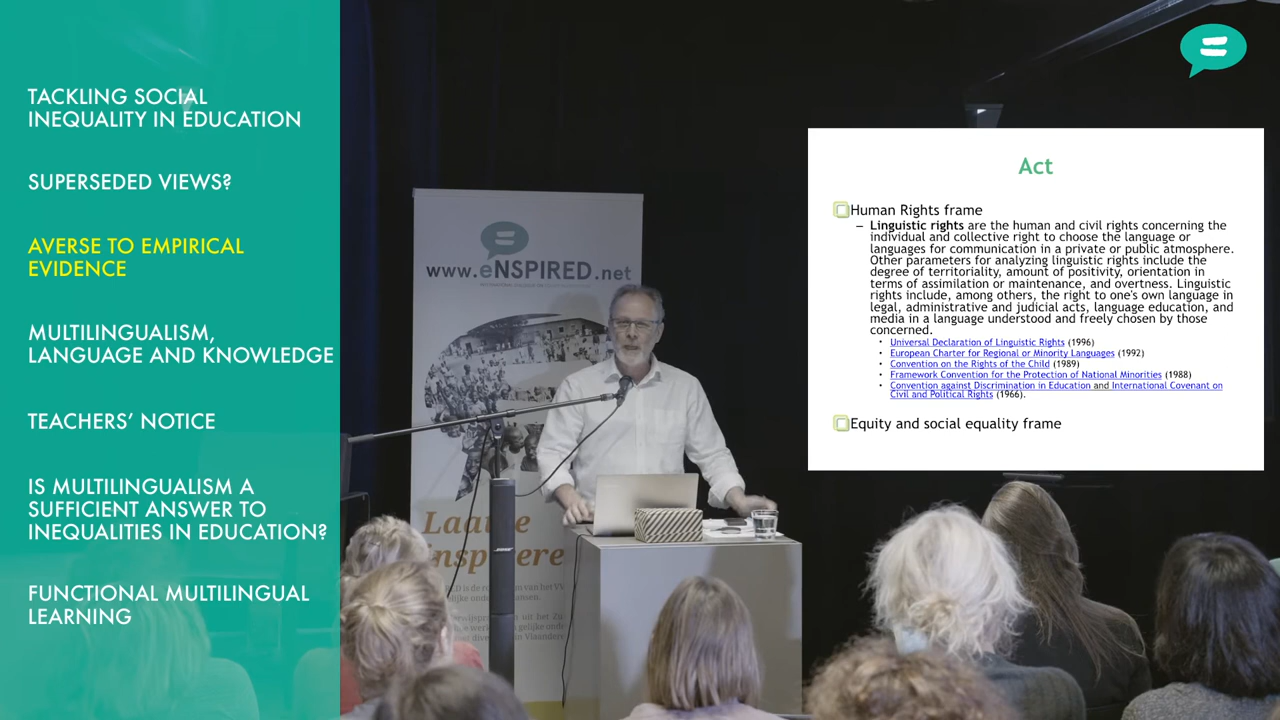 TACKLING SOCIAL
INEQUALITY IN EDUCATION
SUPERSEDED VIEWS?
AVERSE TO EMPIRICAL
EVIDENCE
MULTILINGUALISM,
LANGUAGE AND KNOWLEDGE
TEACHERS’ NOTICE
IS MULTILINGUALISM A
SUFFICIENT ANSWER TO
INEQUALITIES IN EDUCATION?
FUNCTIONAL MULTILINGUAL
LEARNING
www.eNSPIRED.net
Act
Human Rights frame
– Linguistic rights are the human and civil rights concerning the
individual and collective right to choose the language or
languages for communication in a private or public atmosphere.
Other parameters for analyzing linguistic rights include the
degree of territoriality, amount of positivity, orientation in
terms of assimilation or maintenance, and overtness. Linguistic
rights include, among others, the right to one's own language in
legal, administrative and judicial acts, language education, and
media in a language understood and freely chosen by those
concerned.
• Universal Declaration of Linguistic Rights (1996)
• European Charter for Regional or Minority Languages (1992)
• Convention on the Rights of the Child (1989)
• Framework Convention for the Protection of National Minorities (1988)
• Convention against Discrimination in Education and International Covenant on
Civil and Political Rights (1966).
Equity and social equality frame